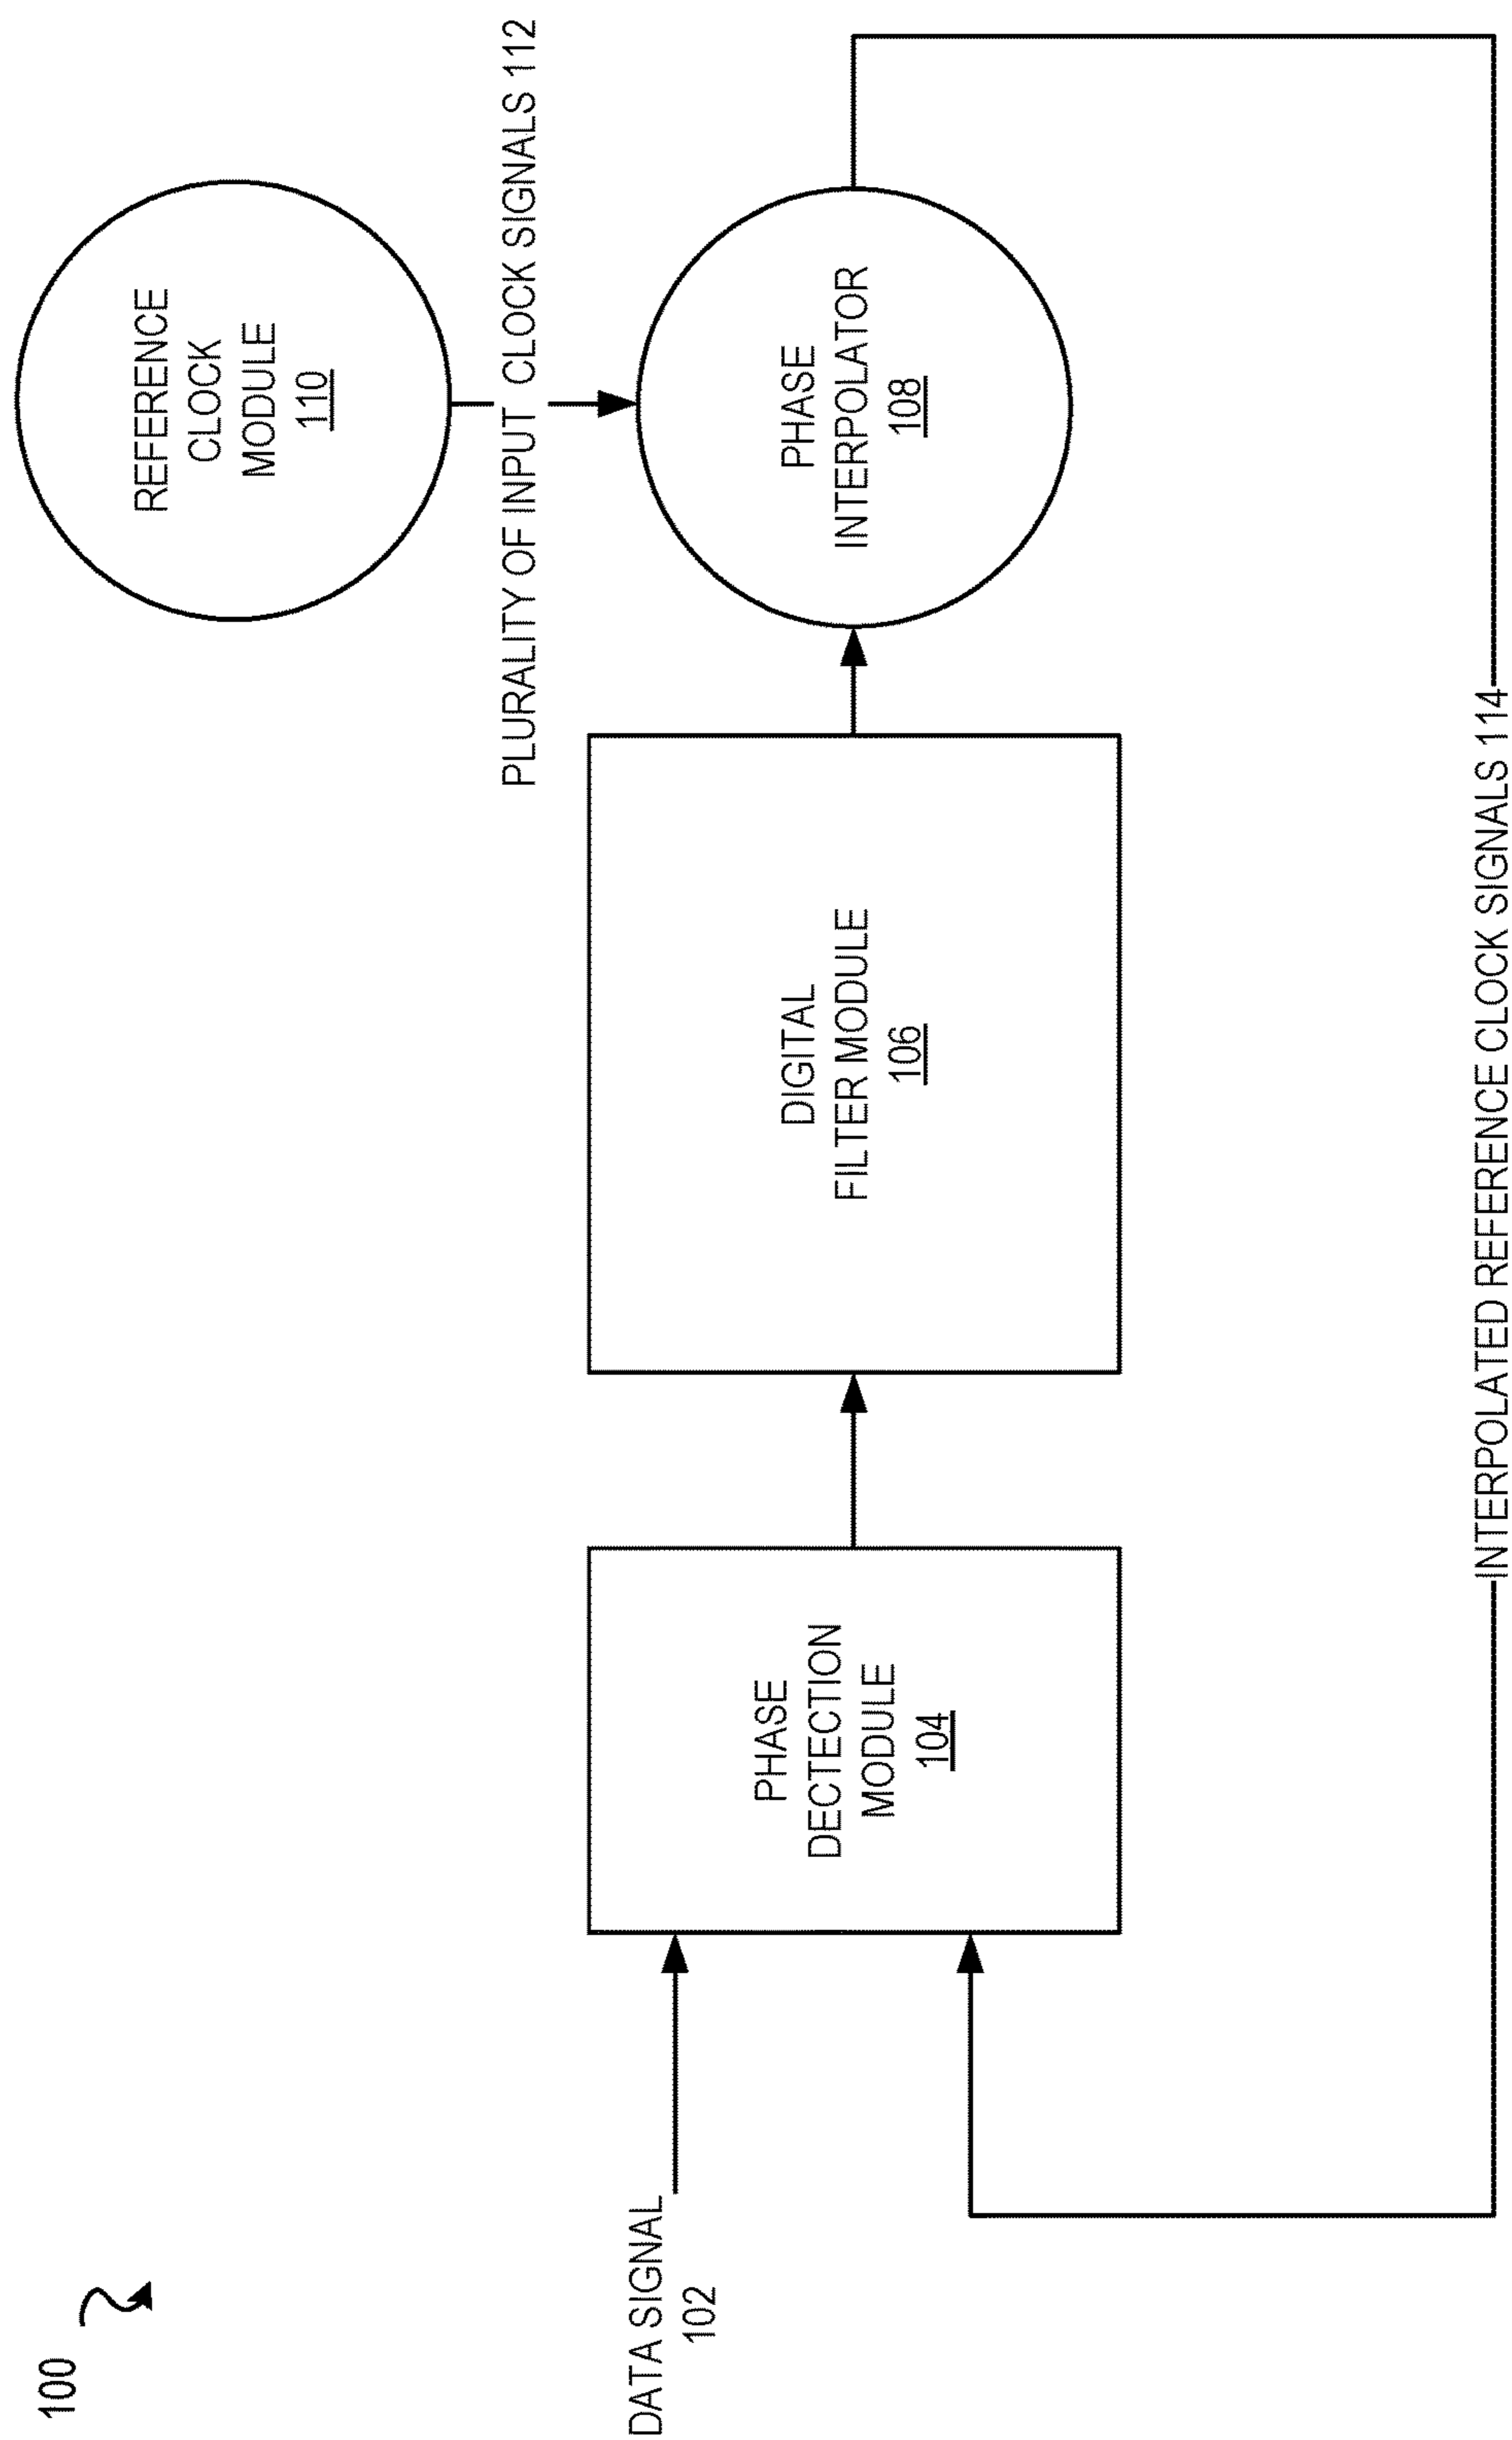 100
REFERENCE
CLOCK
MODULE
110
PLURALITY OF INPUT CLOCK SIGNALS 112
DATA SIGNAL
102
PHASE
DECTECTION
MODULE
104
DIGITAL
FILTER MODULE
106
PHASE
INTERPOLATOR
108
INTERPOLATED REFERENCE CLOCK SIGNALS 114